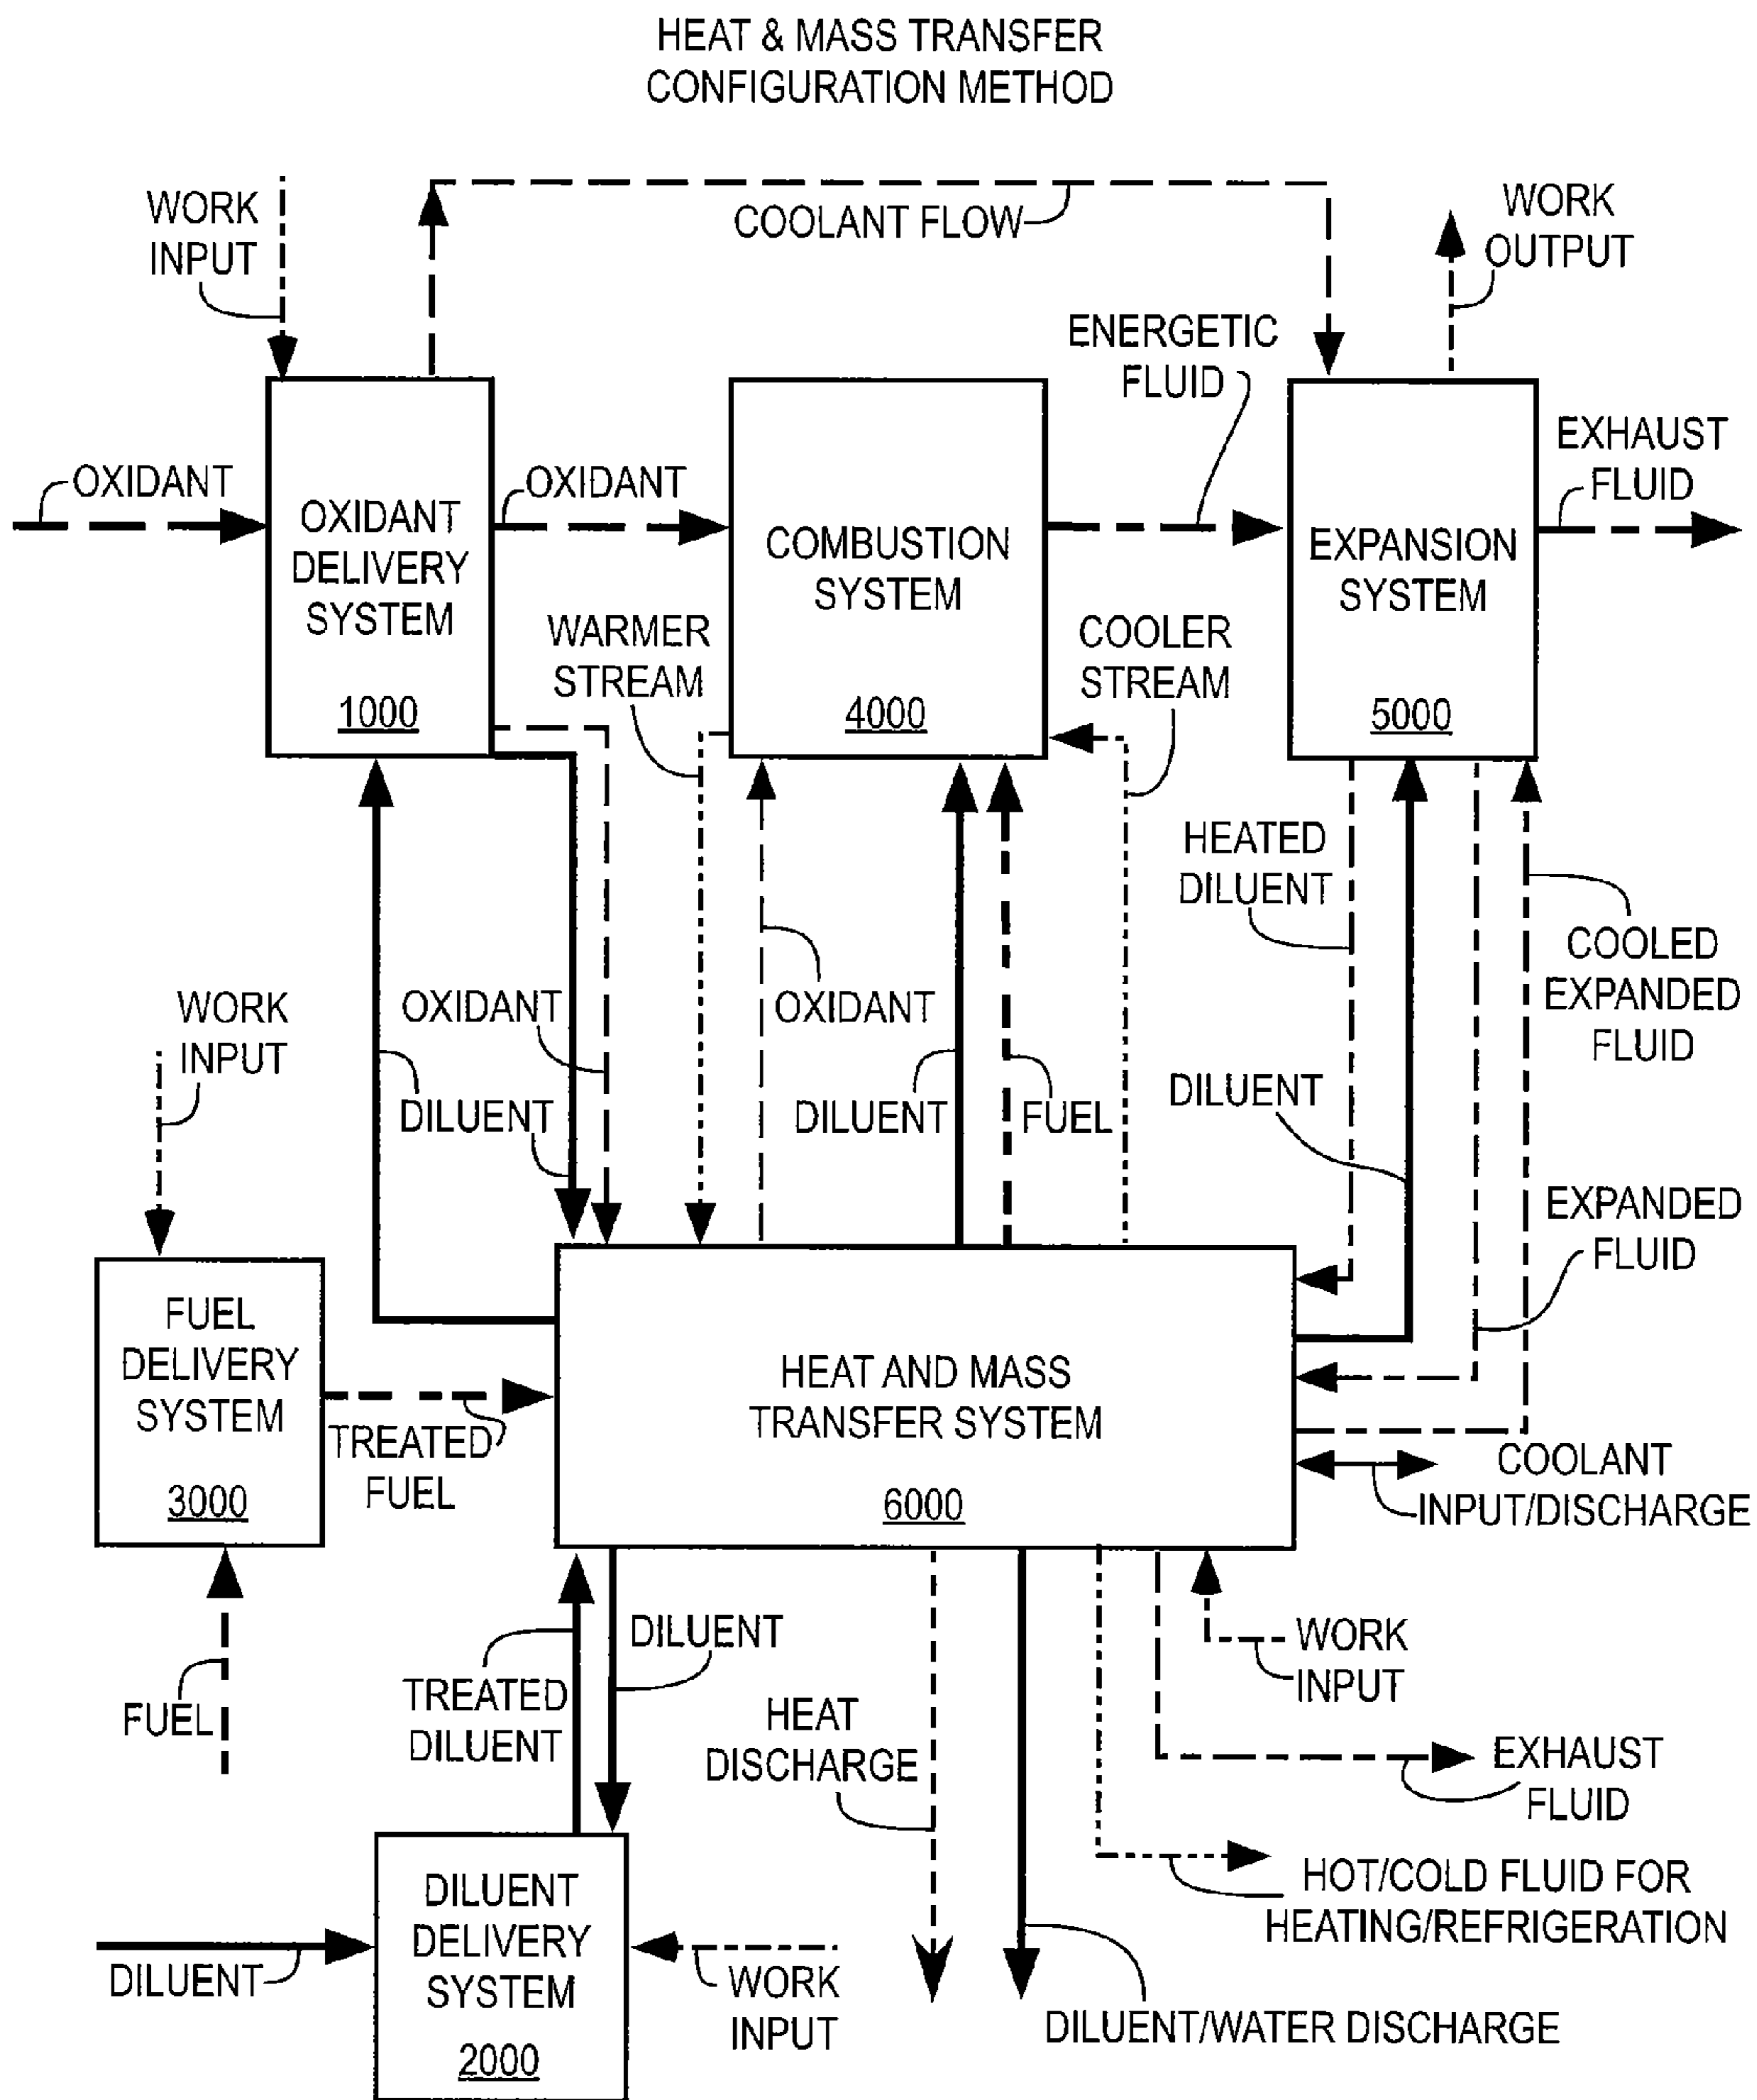 HEAT & MASS TRANSFER
CONFIGURATION METHOD
WORK
INPUT
COOLANT FLOW
WORK
OUTPUT
ENERGETIC
FLUID
OXIDANT
OXIDANT
EXHAUST
FLUID
OXIDANT
DELIVERY
SYSTEM
1000
COMBUSTION
SYSTEM
4000
EXPANSION
SYSTEM
5000
WARMER
STREAM
COOLER
STREAM
HEATED
DILUENT
COOLED
EXPANDED
FLUID
WORK
INPUT
OXIDANT
OXIDANT
DILUENT
DILUENT
FUEL
DILUENT
EXPANDED
FLUID
FUEL
DELIVERY
SYSTEM
3000
TREATED
FUEL
HEAT AND MASS
TRANSFER SYSTEM
6000
COOLANT
INPUT/DISCHARGE
FUEL
TREATED
DILUENT
DILUENT
HEAT
DISCHARGE
WORK
INPUT
EXHAUST
FLUID
HOT/COLD FLUID FOR
HEATING/REFRIGERATION
DILUENT
DILUENT
DELIVERY
SYSTEM
2000
WORK
INPUT
DILUENT/WATER DISCHARGE